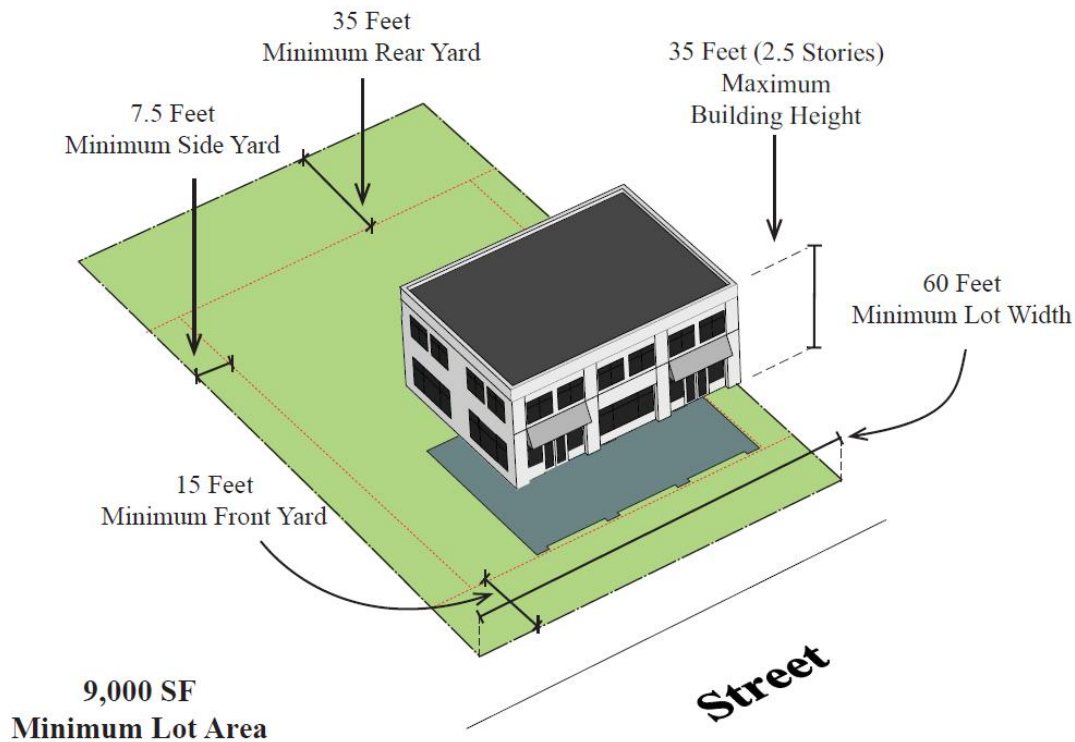 35 Feet
Minimum Rear Yard
35 Feet (2.5 Stories)
Maximum
Building Height
7.5 Feet
Minimum Side Yard
60 Feet
Minimum Lot Width
15 Feet
Minimum Front Yard
Street
9,000 SF
Minimum Lot Area